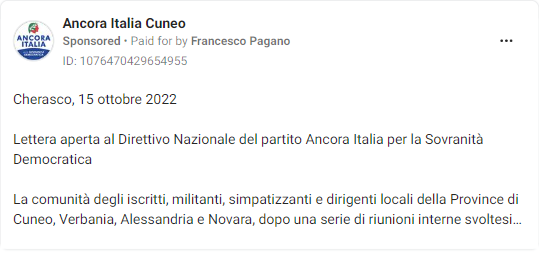 Ancora Italia Cuneo
Sponsored • Paid for by Francesco Pagano
ID: 1076470429654955
ANCORA
ITALIA
Cherasco, 15 ottobre 2022
Lettera aperta al Direttivo Nazionale del partito Ancora Italia per la Sovranità
Democratica
La comunità degli iscritti, militanti, simpatizzanti e dirigenti locali della Province di
Cuneo, Verbania, Alessandria e Novara, dopo una serie di riunioni interne svoltesi…